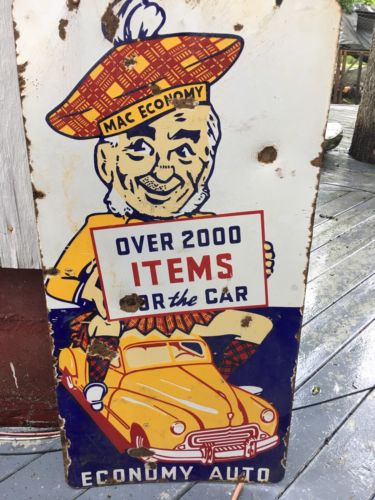 MAC ECONOMY
OVER 2000
ITEMS
FOR the CAR
ECONOMY AUTO